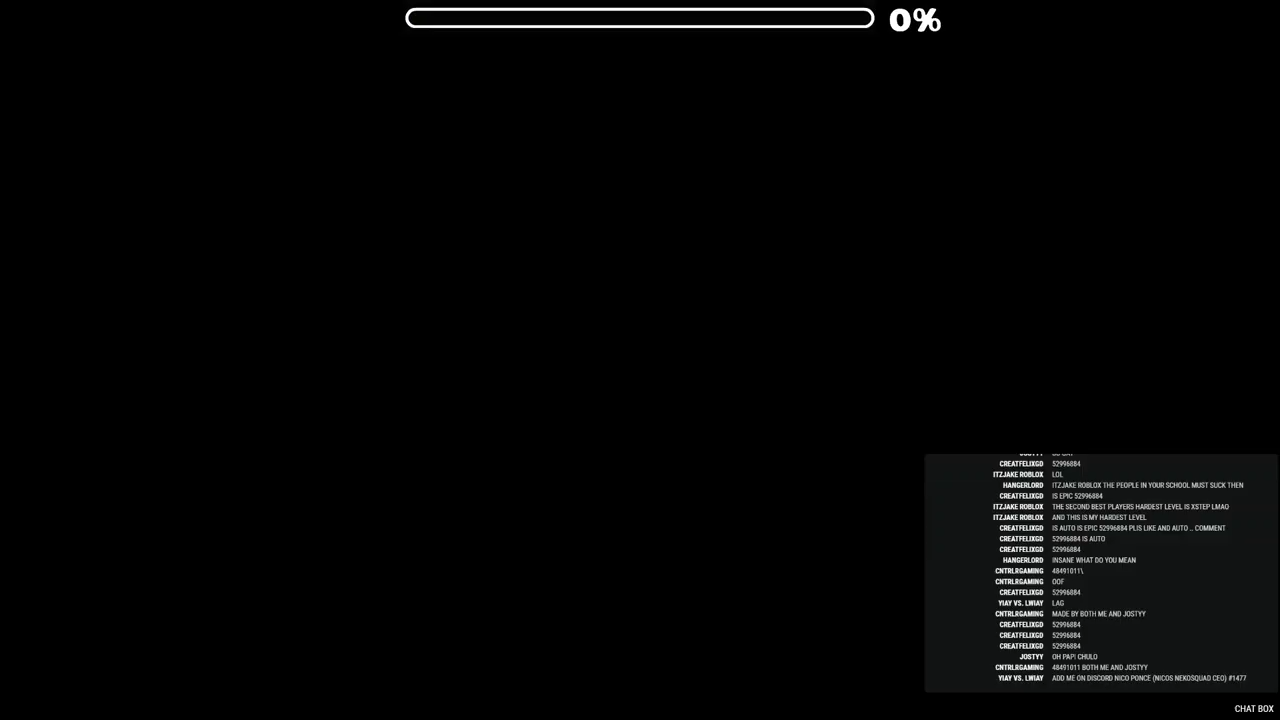 0%
CREATFELIXGD 52996884
ITZJAKE ROBLOX LOL
HANGERLORD ITZJAKE ROBLOX THE PEOPLE IN YOUR SCHOOL MUST SUCK THEN
CREATFELIXGD IS EPIC 52996884
ITZJAKE ROBLOX THE SECOND BEST PLAYERS HARDEST LEVEL IS XSTEP LMAO
ITZJAKE ROBLOX AND THIS IS MY HARDEST LEVEL
CREATFELIXGD IS AUTO IS EPIC 52996884 PLIS LIKE AND AUTO .. COMMENT
CREATFELIXGD 52996884 IS AUTO
CREATFELIXGD 52996884
HANGERLORD INSANE WHAT DO YOU MEAN
CNTRLRGAMING 48491011\
CNTRLRGAMING OOF
CREATFELIXGD 52996884
YIAY VS. LWIAY LAG
CNTRLRGAMING MADE BY BOTH ME AND JOSTYY
CREATFELIXGD 52996884
CREATFELIXGD 52996884
CREATFELIXGD 52996884
JOSTYY OH PAPI CHULO
CNTRLRGAMING 48491011 BOTH ME AND JOSTYY
YIAY VS. LWIAY ADD ME ON DISCORD NICO PONCE (NICOS NEKOSQUAD CEO) #1477
CHAT BOX